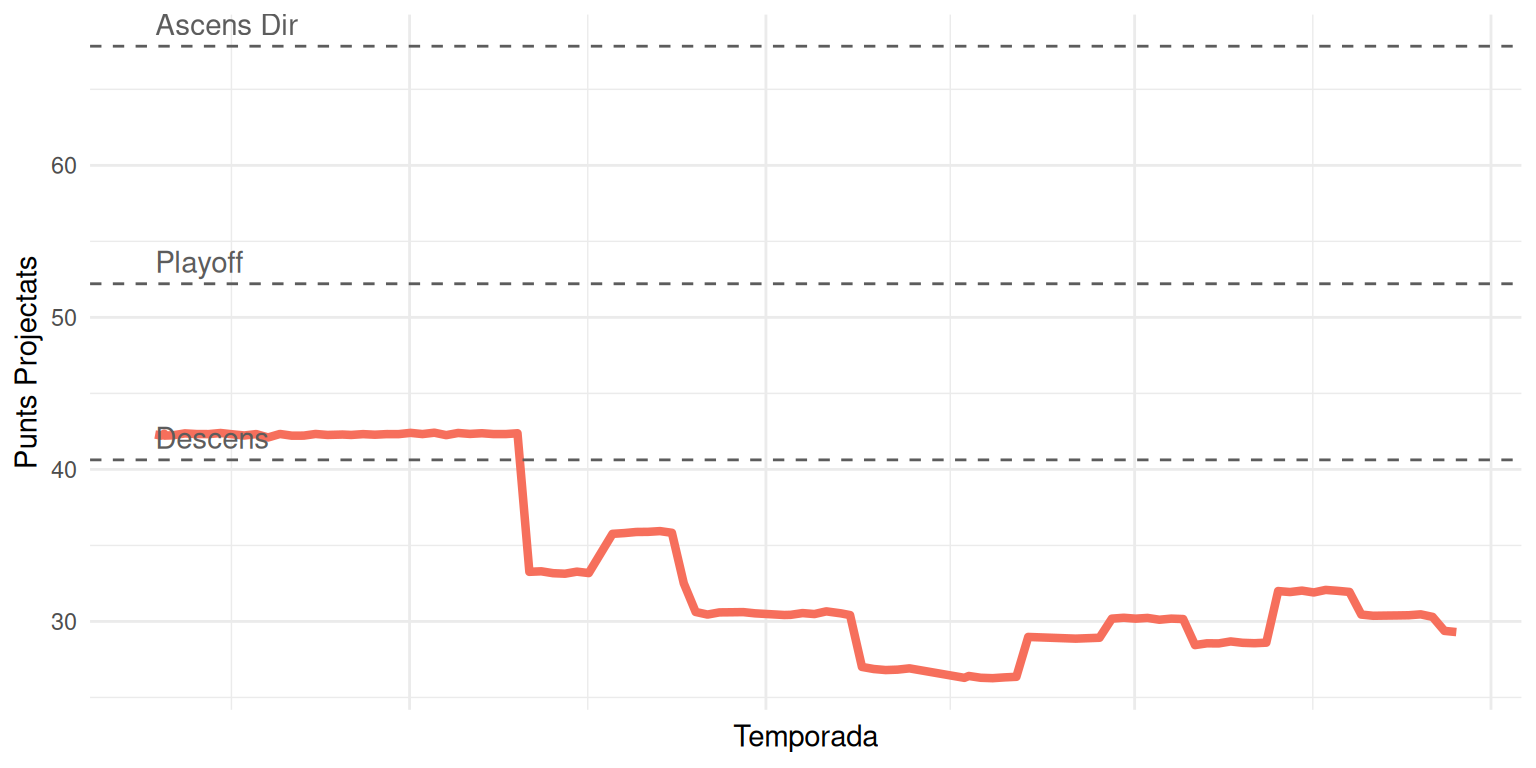 Ascens Dir
60
Playoff
50
Descens
40
30
Punts Projectats
Temporada